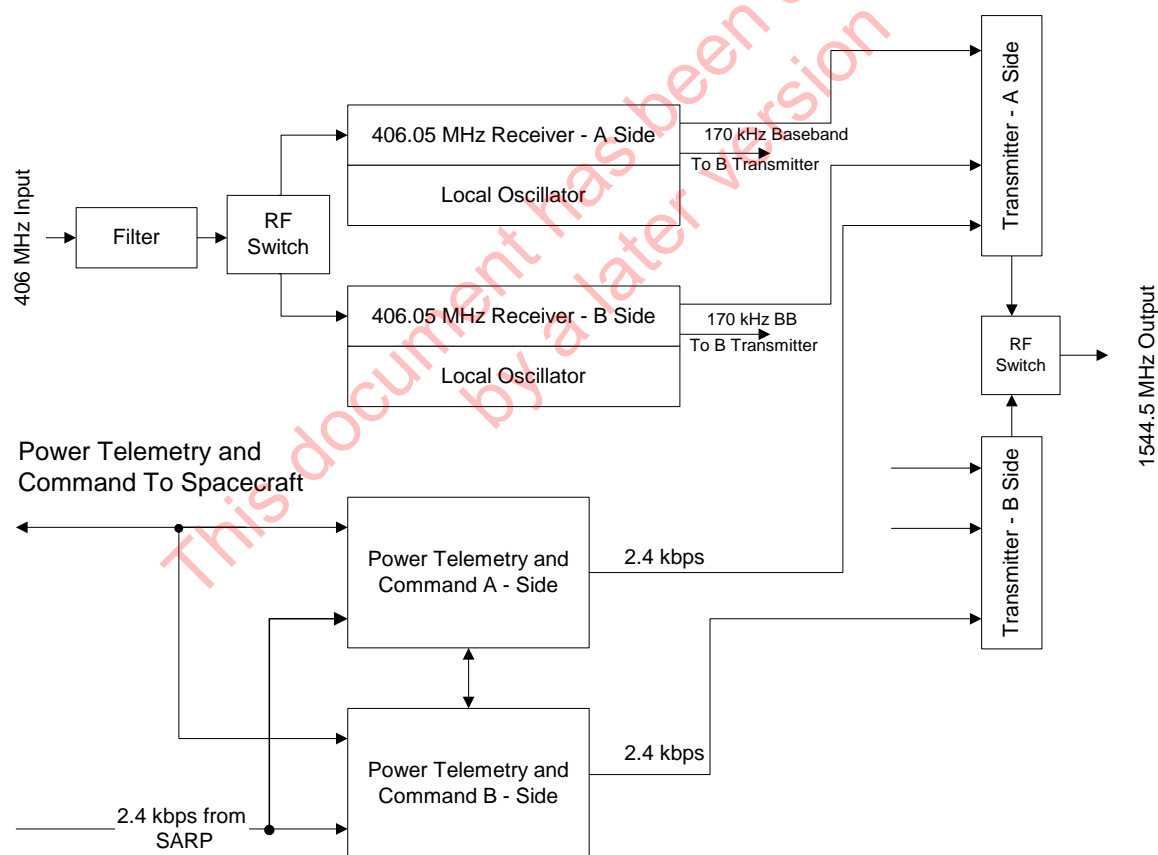 406 MHz Input
Filter
RF
Switch
406.05 MHz Receiver - A Side
Local Oscillator
170 kHz Baseband
To B Transmitter
406.05 MHz Receiver - B Side
Local Oscillator
170 kHz BB
To B Transmitter
Transmitter - A Side
RF
Switch
1544.5 MHz Output
Transmitter - B Side
Power Telemetry and
Command To Spacecraft
Power Telemetry and
Command A - Side
2.4 kbps
Power Telemetry and
Command B - Side
2.4 kbps
2.4 kbps from
SARP
This document has been
by a later version